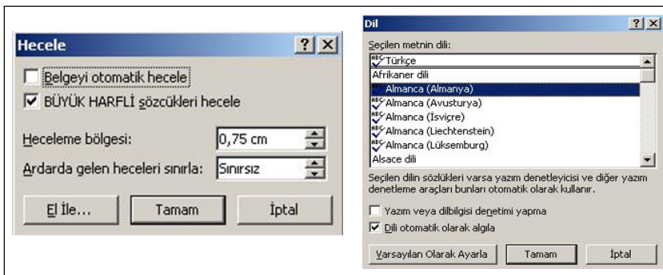 Hecele
Belgeyi otomatik hecele
BÜYÜK HARFLİ sözcükleri hecele
Heceleme bölgesi: 0,75 cm
Ardarda gelen heceleri sınırla: Sınırsız
El İle... Tamam İptal
Dil
Seçilen metnin dili:
Türkçe
Afrikaner dili
Almanca (Almanya)
Almanca (Avusturya)
Almanca (İsviçre)
Almanca (Liechtenstein)
Almanca (Lüksemburg)
Alsace dili
Seçilen dilin sözlükleri varsa yazım denetleyicisi ve diğer yazım
denetleme araçları bunları otomatik olarak kullanır.
Yazım veya dilbilgisi denetimi yapma
Dili otomatik olarak algıla
Varsayılan Olarak Ayarla Tamam İptal